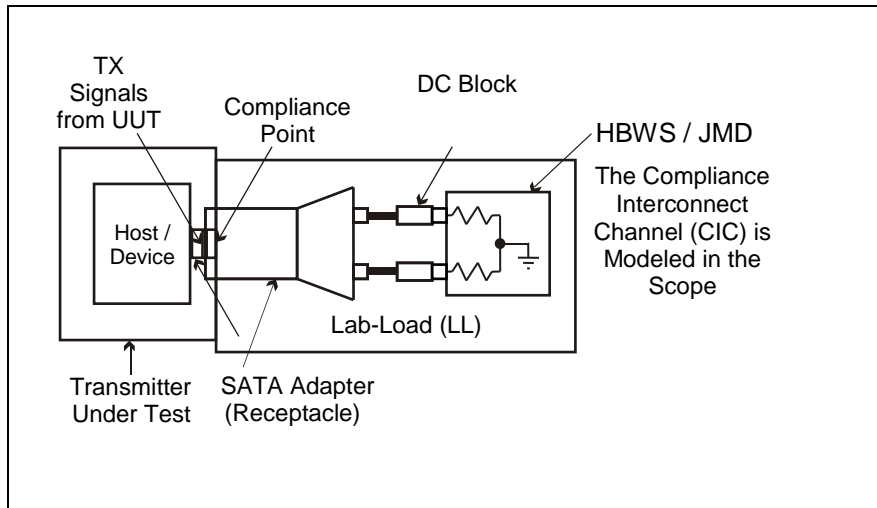 TX
Signals
from UUT
Compliance
Point
DC Block
HBWS / JMD
The Compliance
Interconnect
Channel (CIC) is
Modeled in the
Scope
Host /
Device
Lab-Load (LL)
Transmitter
Under Test
SATA Adapter
(Receptacle)